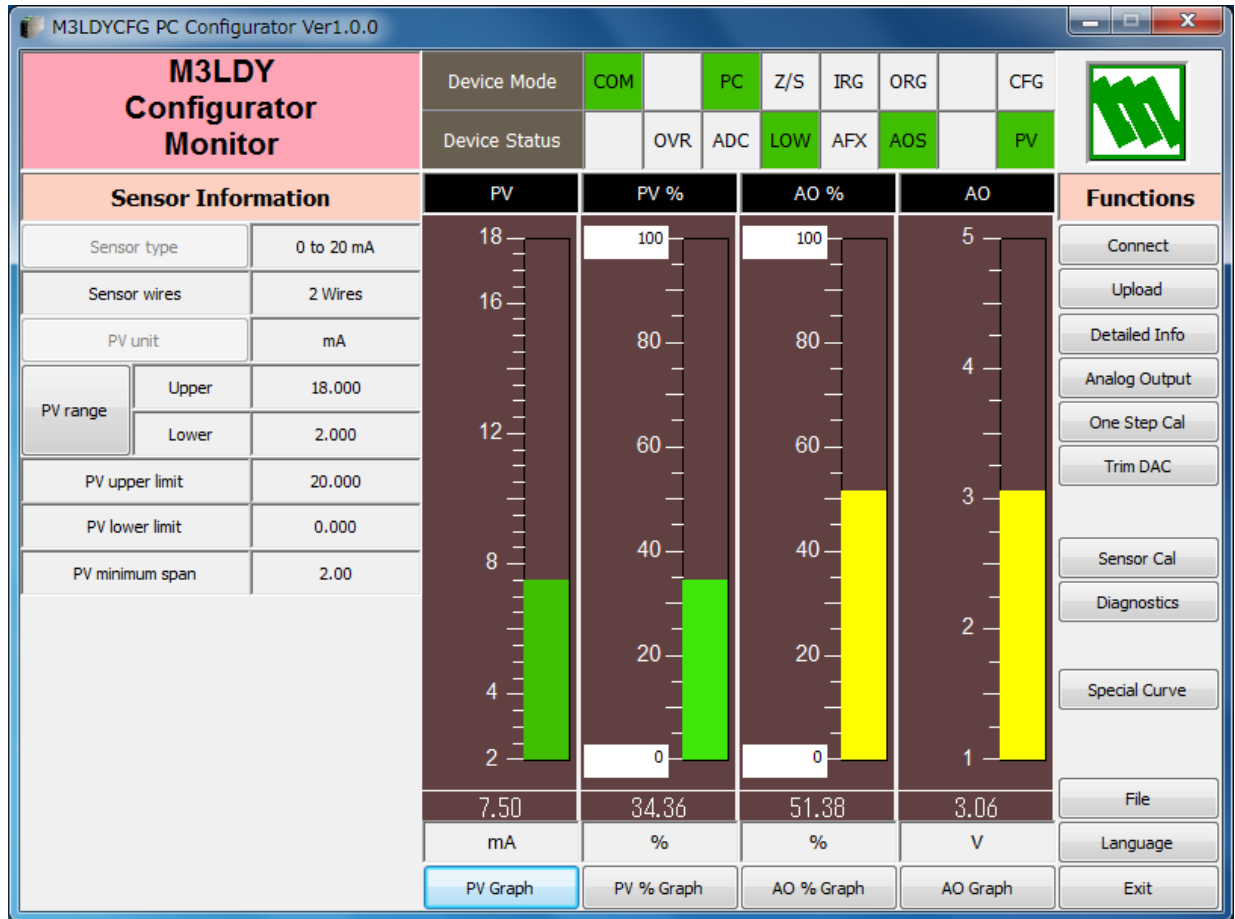 M3LDYCFG PC Configurator Ver1.0.0
M3LDY
Configurator
Monitor
Device Mode COM PC Z/S IRG ORG CFG
Device Status OVR ADC LOW AFX AOS PV
Sensor Information
Sensor type 0 to 20 mA
Sensor wires 2 Wires
PV unit mA
PV range Upper 18.000
Lower 2.000
PV upper limit 20.000
PV lower limit 0.000
PV minimum span 2.00
PV
18
16
12
8
4
2
7.50
mA
PV Graph
PV %
100
80
60
40
20
0
34.36
%
PV % Graph
AO %
100
80
60
40
20
0
51.38
%
AO % Graph
AO
5
4
3
2
1
3.06
V
AO Graph
Functions
Connect
Upload
Detailed Info
Analog Output
One Step Cal
Trim DAC
Sensor Cal
Diagnostics
Special Curve
File
Language
Exit